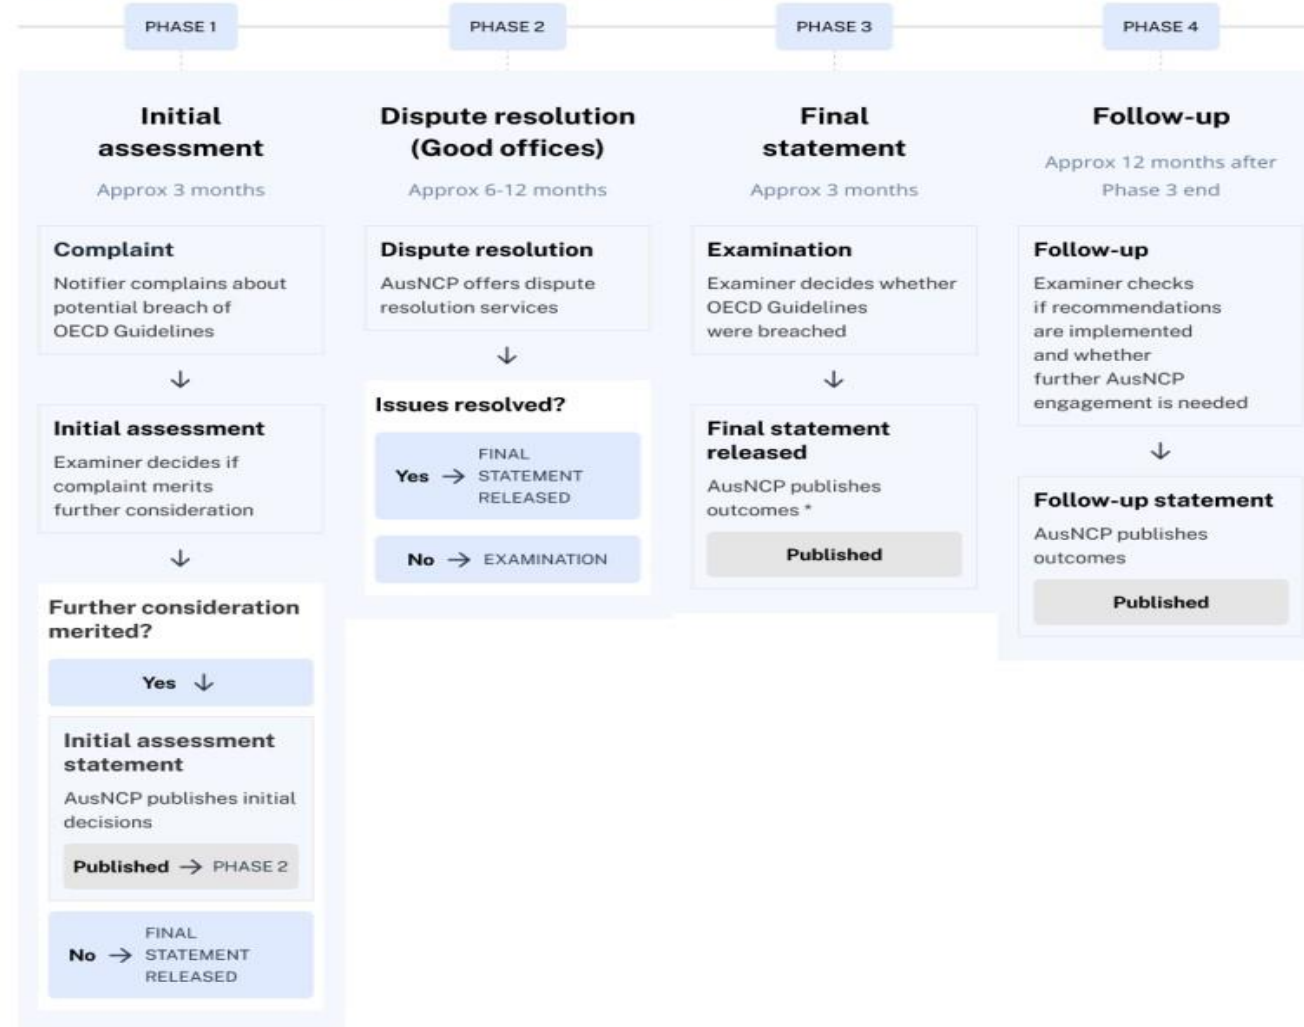 PHASE 1
Initial
assessment
Approx 3 months
Complaint
Notifier complains about
potential breach of
OECD Guidelines
↓
Initial assessment
Examiner decides if
complaint merits
further consideration
↓
Further consideration
merited?
Yes ↓
Initial assessment
statement
AusNCP publishes initial
decisions
Published → PHASE 2
No → FINAL
STATEMENT
RELEASED
PHASE 2
Dispute resolution
(Good offices)
Approx 6-12 months
Dispute resolution
AusNCP offers dispute
resolution services
↓
Issues resolved?
Yes → FINAL
STATEMENT
RELEASED
No → EXAMINATION
PHASE 3
Final
statement
Approx 3 months
Examination
Examiner decides whether
OECD Guidelines
were breached
↓
Final statement
released
AusNCP publishes
outcomes *
Published
PHASE 4
Follow-up
Approx 12 months after
Phase 3 end
Follow-up
Examiner checks
if recommendations
are implemented
and whether
further AusNCP
engagement is needed
↓
Follow-up statement
AusNCP publishes
outcomes
Published